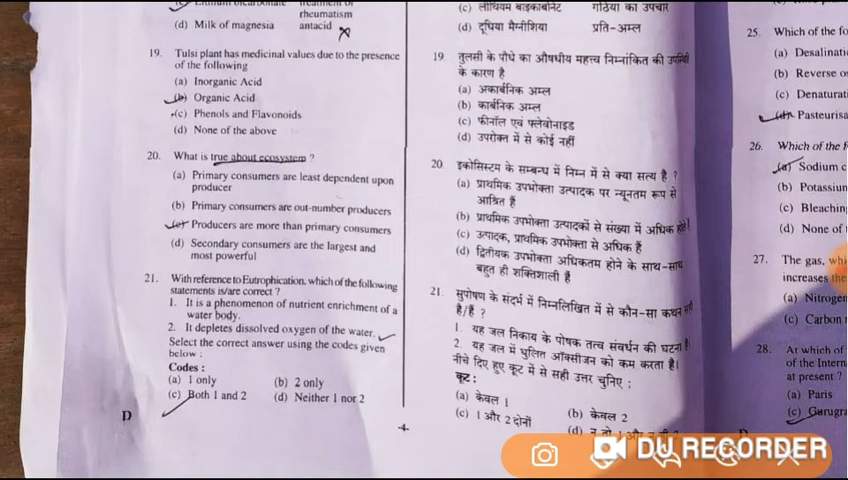 rheumatism
(d) Milk of magnesia antacid
19. Tulsi plant has medicinal values due to the presence
of the following
(a) Inorganic Acid
(b) Organic Acid
(c) Phenols and Flavonoids
(d) None of the above
20. What is true about ecosystem ?
(a) Primary consumers are least dependent upon
producer
(b) Primary consumers are out-number producers
(c) Producers are more than primary consumers
(d) Secondary consumers are the largest and
most powerful
21. With reference to Eutrophication, which of the following
statements is/are correct ?
1. It is a phenomenon of nutrient enrichment of a
water body.
2. It depletes dissolved oxygen of the water.
Select the correct answer using the codes given
below :
Codes :
(a) 1 only (b) 2 only
(c) Both 1 and 2 (d) Neither 1 nor 2
D
-4-
(c) लीथियम बाइकार्बोनेट गठिया का उपचार
(d) दूधिया मैग्नीशिया प्रति-अम्ल
19. तुलसी के पौधे का औषधीय महत्त्व निम्नांकित की
के कारण है
(a) अकार्बनिक अम्ल
(b) कार्बनिक अम्ल
(c) फीनॉल एवं फ्लेवोनाइड
(d) उपरोक्त में से कोई नहीं
20. इकोसिस्टम के सम्बन्ध में निम्न में से क्या सत्य है ?
(a) प्राथमिक उपभोक्ता उत्पादक पर न्यूनतम रूप से
आश्रित हैं
(b) प्राथमिक उपभोक्ता उत्पादकों से संख्या में अधिक
(c) उत्पादक, प्राथमिक उपभोक्ता से अधिक हैं
(d) द्वितीयक उपभोक्ता अधिकतम होने के साथ-साथ
बहुत ही शक्तिशाली हैं
21. सुपोषण के संदर्भ में निम्नलिखित में से कौन-सा कथन
है/हैं ?
1. यह जल निकाय के पोषक तत्व संवर्धन की घटना
2. यह जल में घुलित ऑक्सीजन को कम करता है।
नीचे दिए हुए कूट में से सही उत्तर चुनिए :
कूट :
(a) केवल 1
(b) केवल 2
(c) 1 और 2 दोनों
25. Which of the
(a)
(b) Reverse
(c)
(d)
26. Which of the
(a) Sodium
(b)
(c)
(d) None of
27. The gas,
increases the
(a) Nitrogen
(c) Carbon
28. At which of
of the
at present ?
(a) Paris
(c)
DU RECORDER